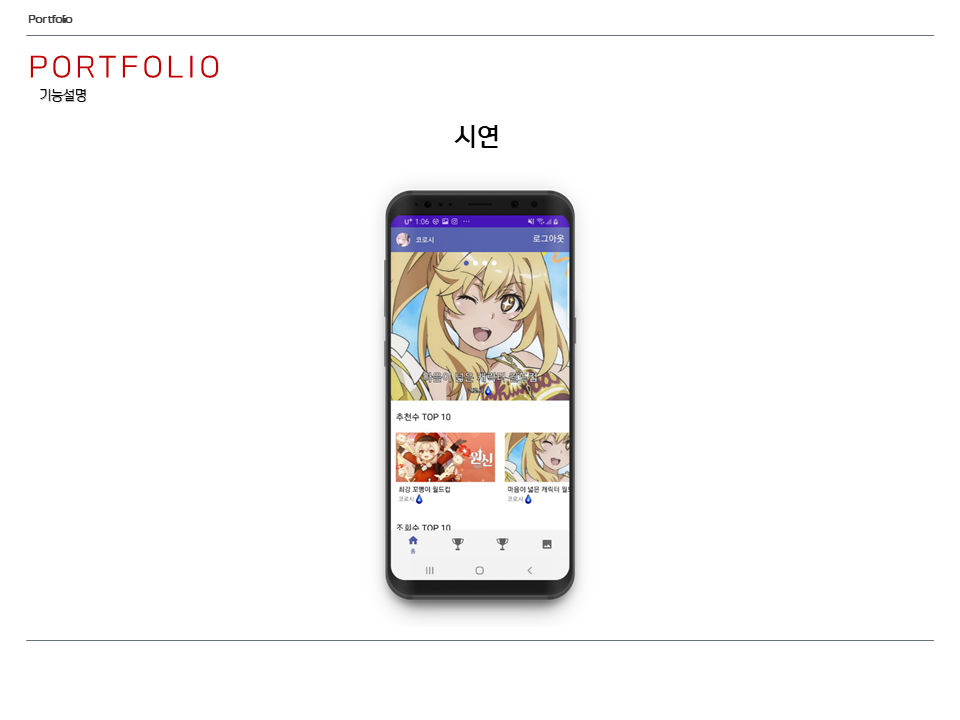 Portfolio
PORTFOLIO
기능설명
시연
U+ 1:06
코로시 로그아웃
마음이 넓은 캐릭터 월드컵
추천수 TOP 10
원신
최강 꼬맹이 월드컵 마음이 넓은 캐릭터 월드
코로시 코로시
조회수 TOP 10
홈